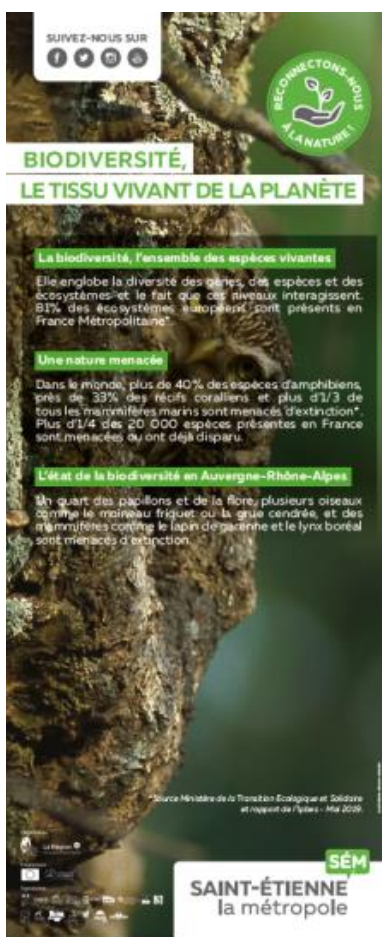 SUIVEZ-NOUS SUR
RECONNECTONS-NOUS
À LA NATURE !
BIODIVERSITÉ,
LE TISSU VIVANT DE LA PLANÈTE
La biodiversité, l'ensemble des espèces vivantes
Elle englobe la diversité des gènes, des espèces et des
écosystèmes et le fait que ces niveaux interagissent.
81% des écosystèmes européens sont présents en
France Métropolitaine*.
Une nature menacée
Dans le monde, plus de 40% des espèces d'amphibiens,
près de 33% des récifs coralliens et plus d'1/3 de
tous les mammifères marins sont menacés d'extinction*.
Plus d'1/4 des 20 000 espèces présentes en France
sont menacées ou ont déjà disparu.
L'état de la biodiversité en Auvergne-Rhône-Alpes
Un quart des papillons et de la flore, plusieurs oiseaux
comme le moineau friquet ou la grue cendrée, et des
mammifères comme le lapin de garenne et le lynx boréal
sont menacés d'extinction.
*Source Ministère de la Transition Ecologique et Solidaire
et rapport de l'Ipbes - Mai 2019.
La Région
SÉM
SAINT-ÉTIENNE
la métropole